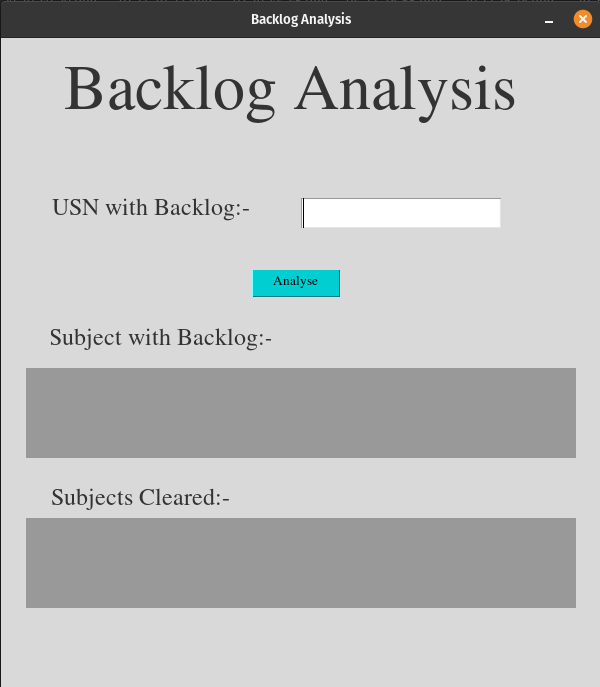 Backlog Analysis
Backlog Analysis
USN with Backlog:-
Analyse
Subject with Backlog:-
Subjects Cleared:-